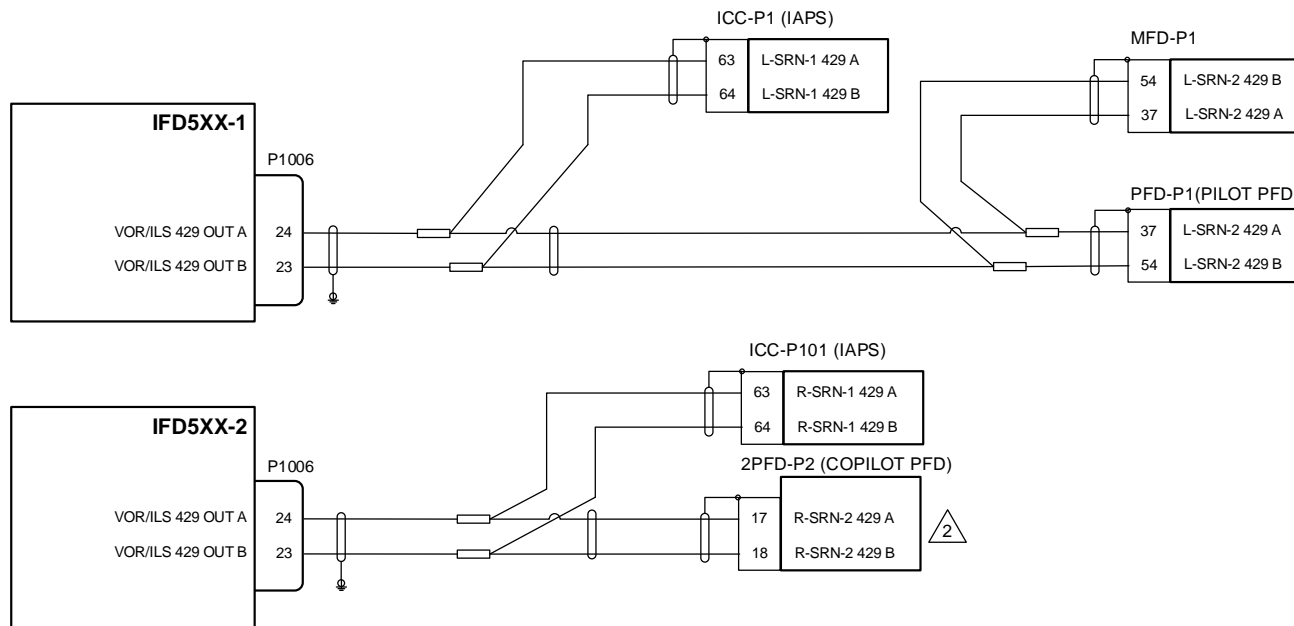 ICC-P1 (IAPS)
63 L-SRN-1 429 A
64 L-SRN-1 429 B
MFD-P1
54 L-SRN-2 429 B
37 L-SRN-2 429 A
IFD5XX-1
P1006
VOR/ILS 429 OUT A 24
VOR/ILS 429 OUT B 23
PFD-P1(PILOT PFD
37 L-SRN-2 429 A
54 L-SRN-2 429 B
ICC-P101 (IAPS)
63 R-SRN-1 429 A
64 R-SRN-1 429 B
IFD5XX-2
P1006
VOR/ILS 429 OUT A 24
VOR/ILS 429 OUT B 23
2PFD-P2 (COPILOT PFD)
17 R-SRN-2 429 A
18 R-SRN-2 429 B
2